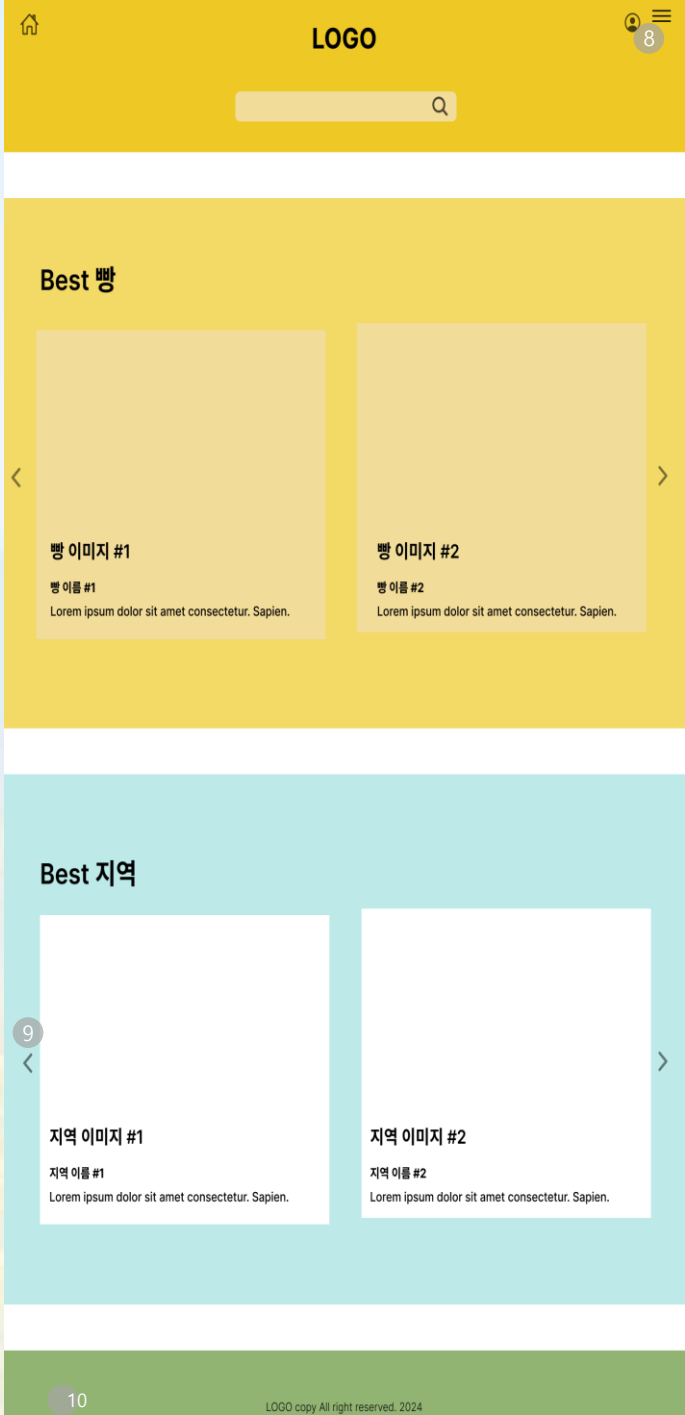 LOGO
8
Best 빵
빵 이미지 #1
빵 이름 #1
Lorem ipsum dolor sit amet consectetur. Sapien.
빵 이미지 #2
빵 이름 #2
Lorem ipsum dolor sit amet consectetur. Sapien.
Best 지역
9
지역 이미지 #1
지역 이름 #1
Lorem ipsum dolor sit amet consectetur. Sapien.
지역 이미지 #2
지역 이름 #2
Lorem ipsum dolor sit amet consectetur. Sapien.
10
LOGO copy All right reserved. 2024